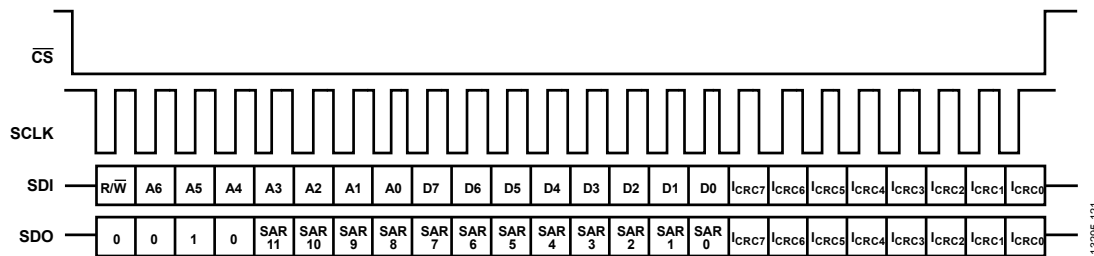 CS
SCLK
SDI R/W A6 A5 A4 A3 A2 A1 A0 D7 D6 D5 D4 D3 D2 D1 D0 ICRC7 ICRC6 ICRC5 ICRC4 ICRC3 ICRC2 ICRC1 ICRC0
SDO 0 0 1 0 SAR 11 SAR 10 SAR 9 SAR 8 SAR 7 SAR 6 SAR 5 SAR 4 SAR 3 SAR 2 SAR 1 SAR 0 ICRC7 ICRC6 ICRC5 ICRC4 ICRC3 ICRC2 ICRC1 ICRC0